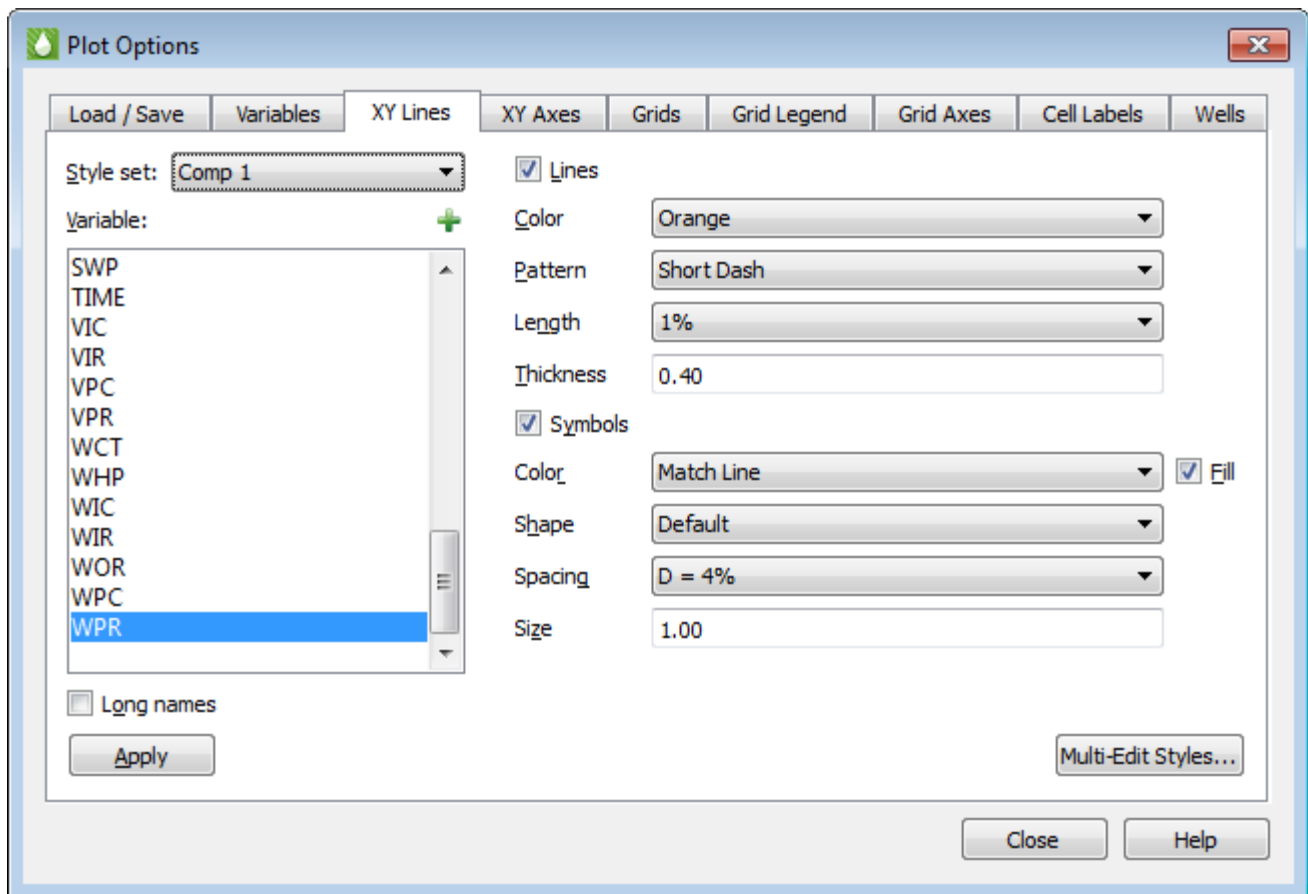 Plot Options
Load / Save
Variables
XY Lines
XY Axes
Grids
Grid Legend
Grid Axes
Cell Labels
Wells
Style set: Comp 1
Variable:
SWP
TIME
VIC
VIR
VPC
VPR
WCT
WHP
WIC
WIR
WOR
WPC
WPR
Long names
Apply
Lines
Color Orange
Pattern Short Dash
Length 1%
Thickness 0.40
Symbols
Color Match Line Fill
Shape Default
Spacing D = 4%
Size 1.00
Multi-Edit Styles...
Close
Help